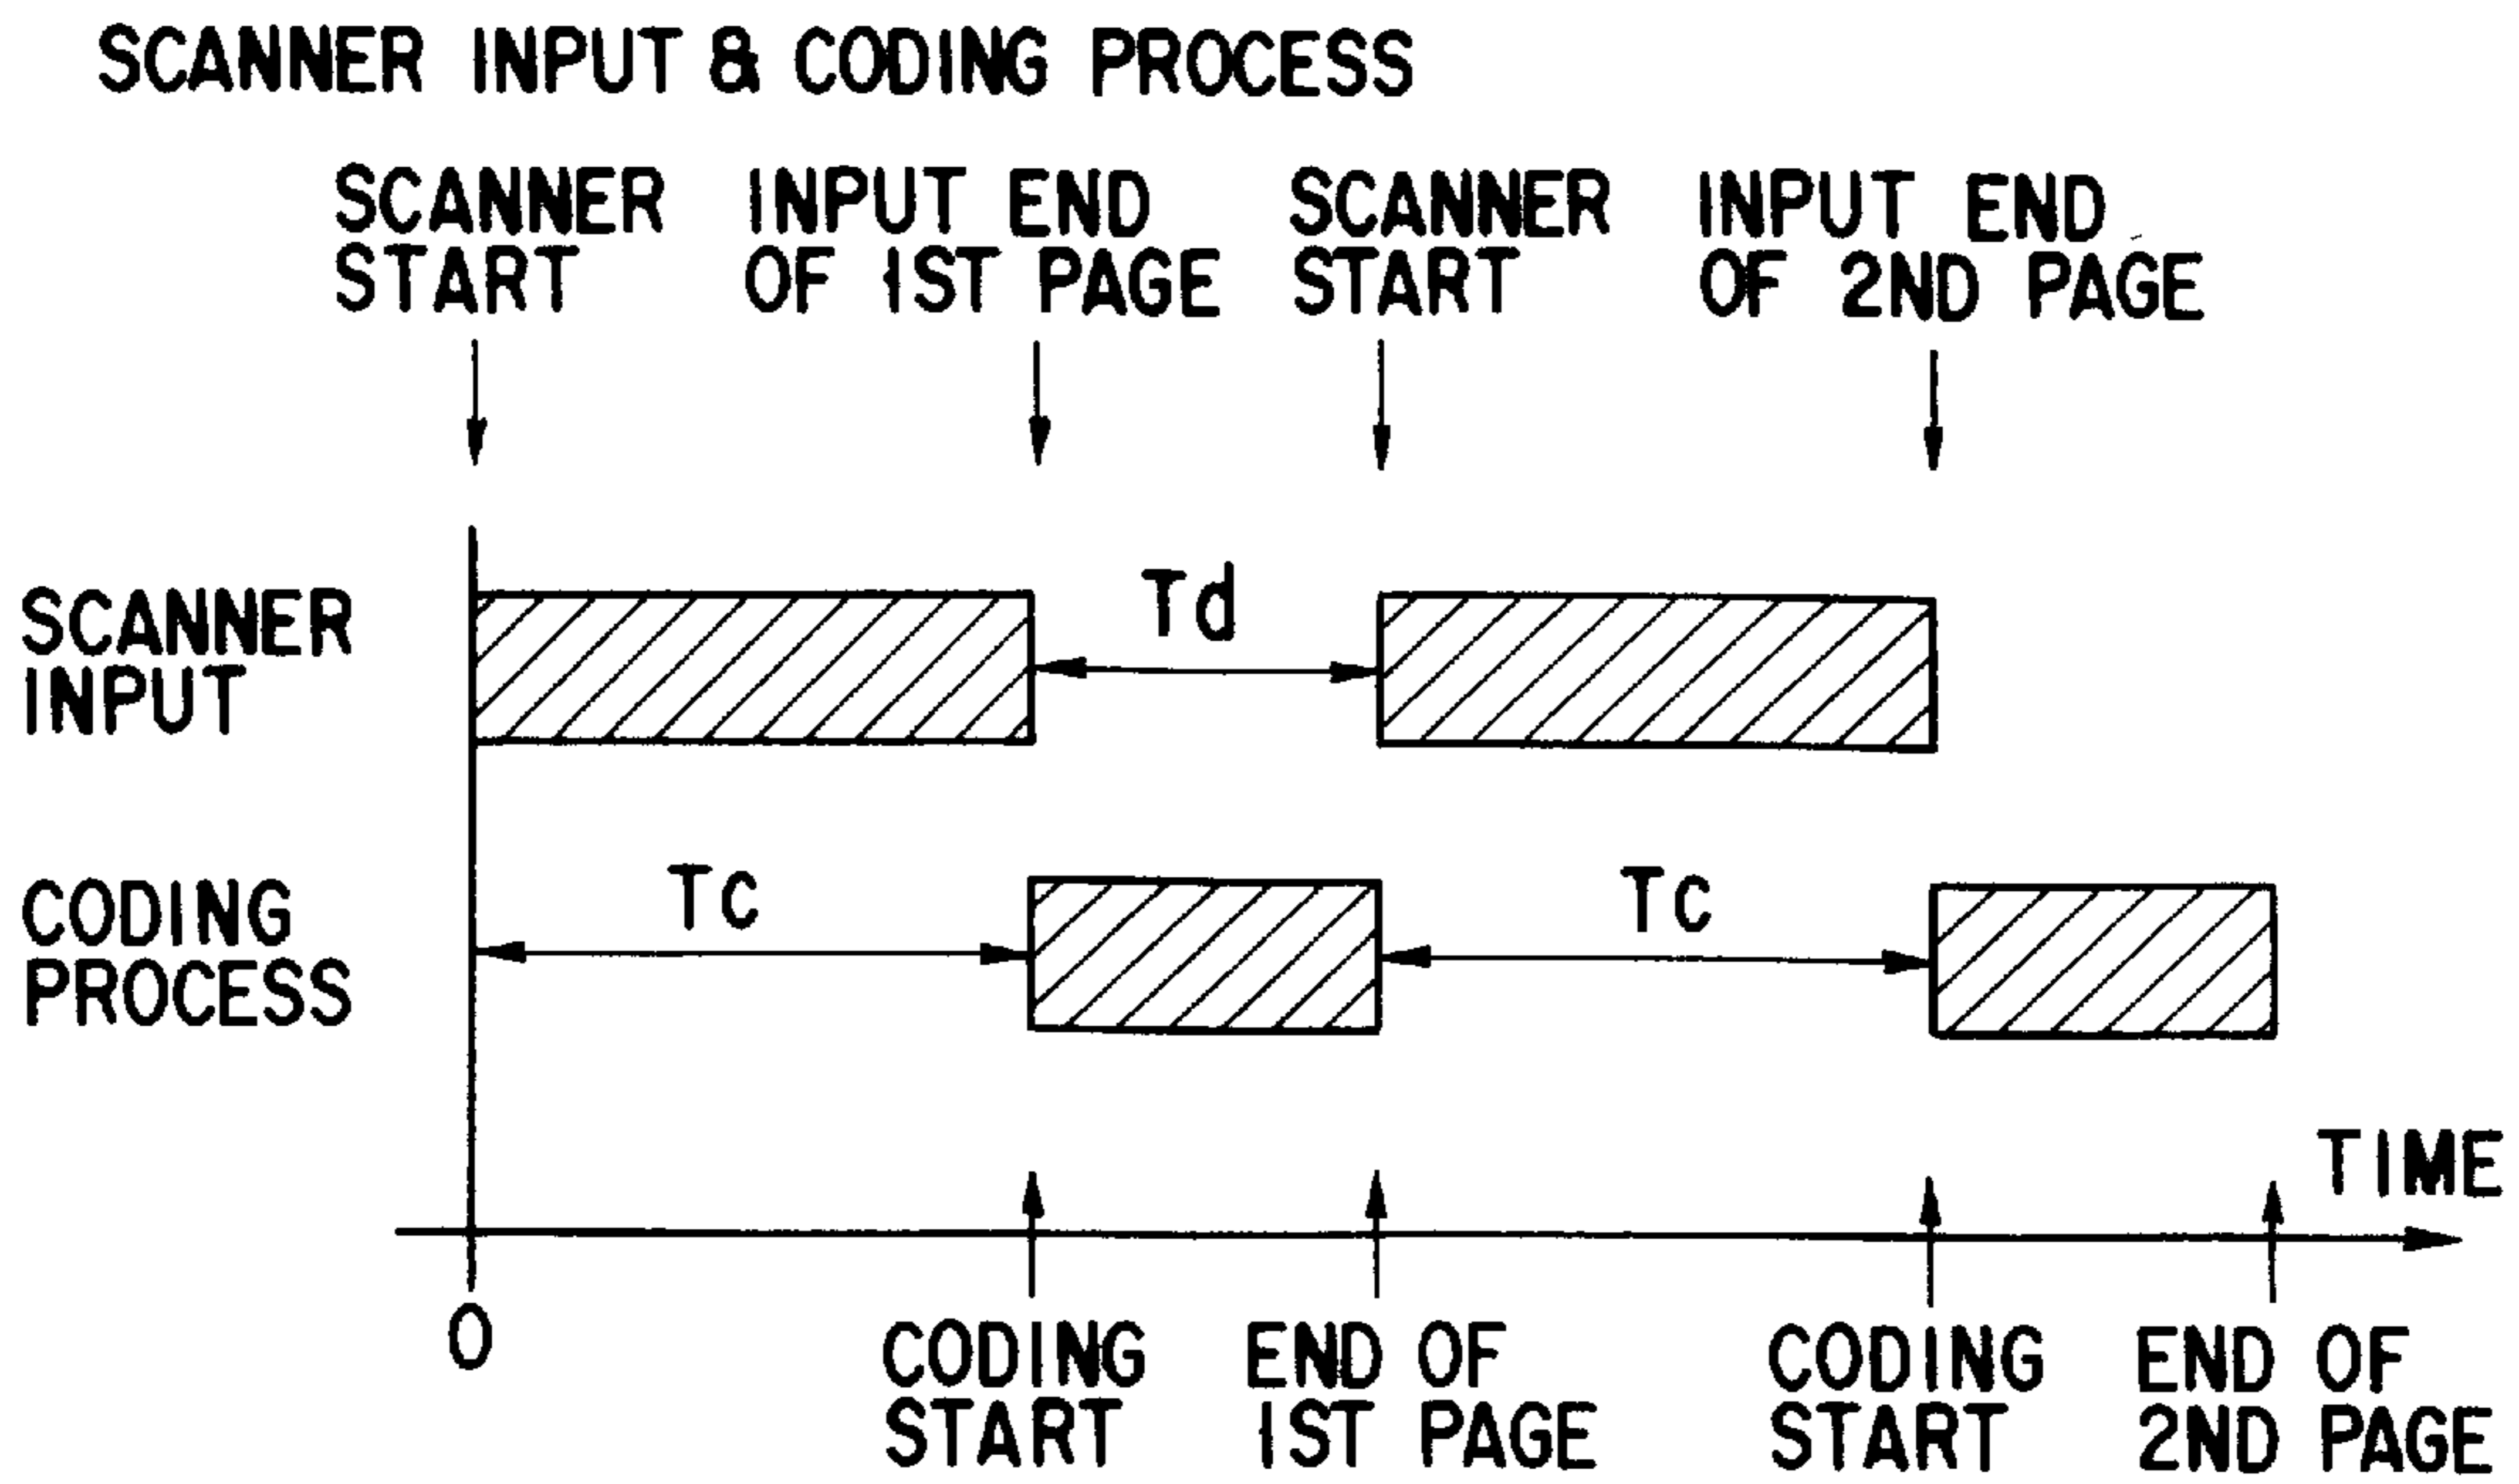 SCANNER INPUT & CODING PROCESS
SCANNER
START
INPUT END
OF 1ST PAGE
SCANNER
START
INPUT END
OF 2ND PAGE
SCANNER
INPUT
Td
CODING
PROCESS
Tc
Tc
TIME
0
CODING
START
END OF
1ST PAGE
CODING
START
END OF
2ND PAGE